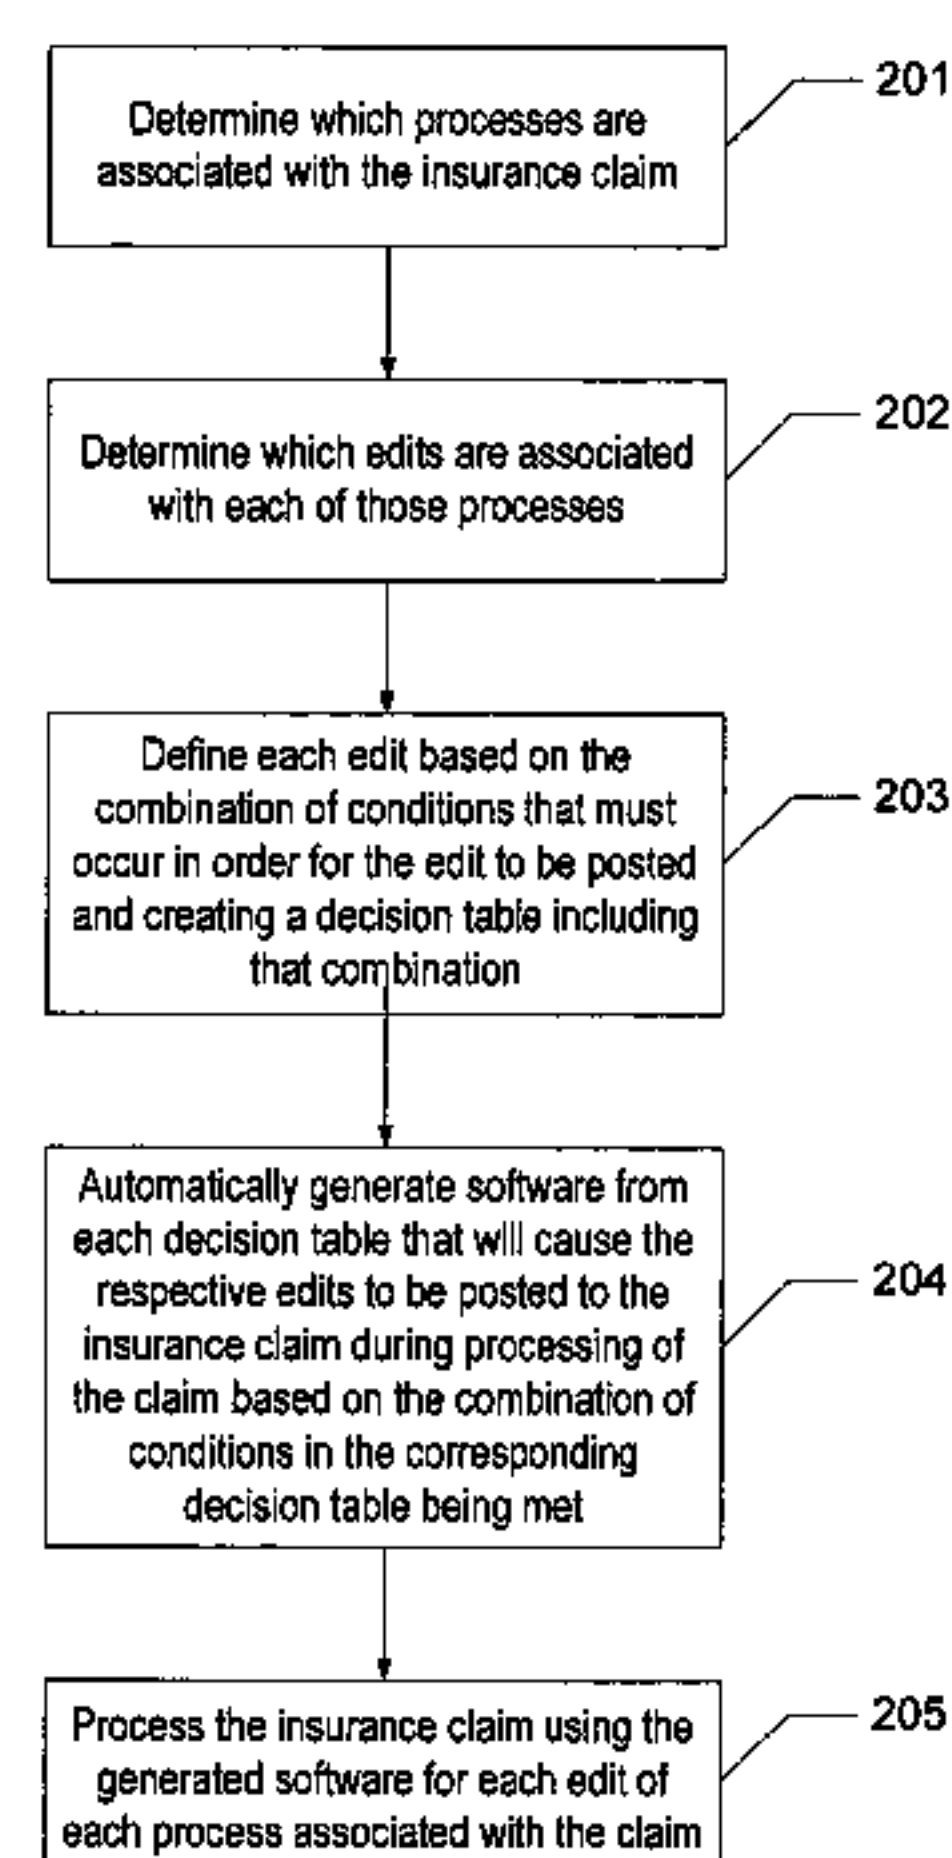 201
Determine which processes are
associated with the insurance claim
202
Determine which edits are associated
with each of those processes
203
Define each edit based on the
combination of conditions that must
occur in order for the edit to be posted
and creating a decision table including
that combination
204
Automatically generate software from
each decision table that will cause the
respective edits to be posted to the
insurance claim during processing of
the claim based on the combination of
conditions in the corresponding
decision table being met
205
Process the insurance claim using the
generated software for each edit of
each process associated with the claim